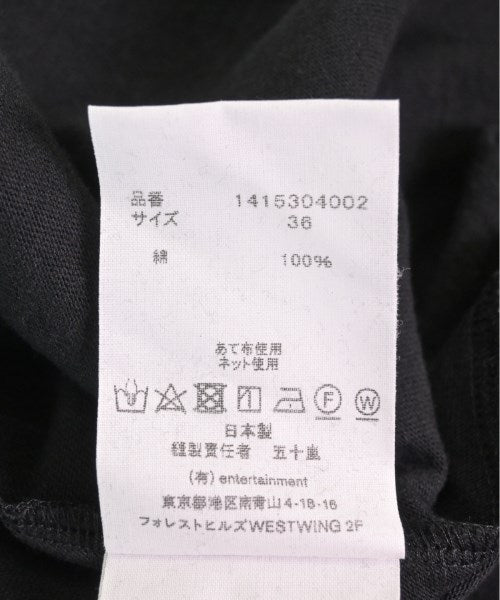 品番 1415304002
サイズ 36
綿 100%
あて布使用
ネット使用
F W
日本製
縫製責任者 五十嵐
(有) entertainment
東京都港区南青山4-18-16
フォレストヒルズWESTWING 2F